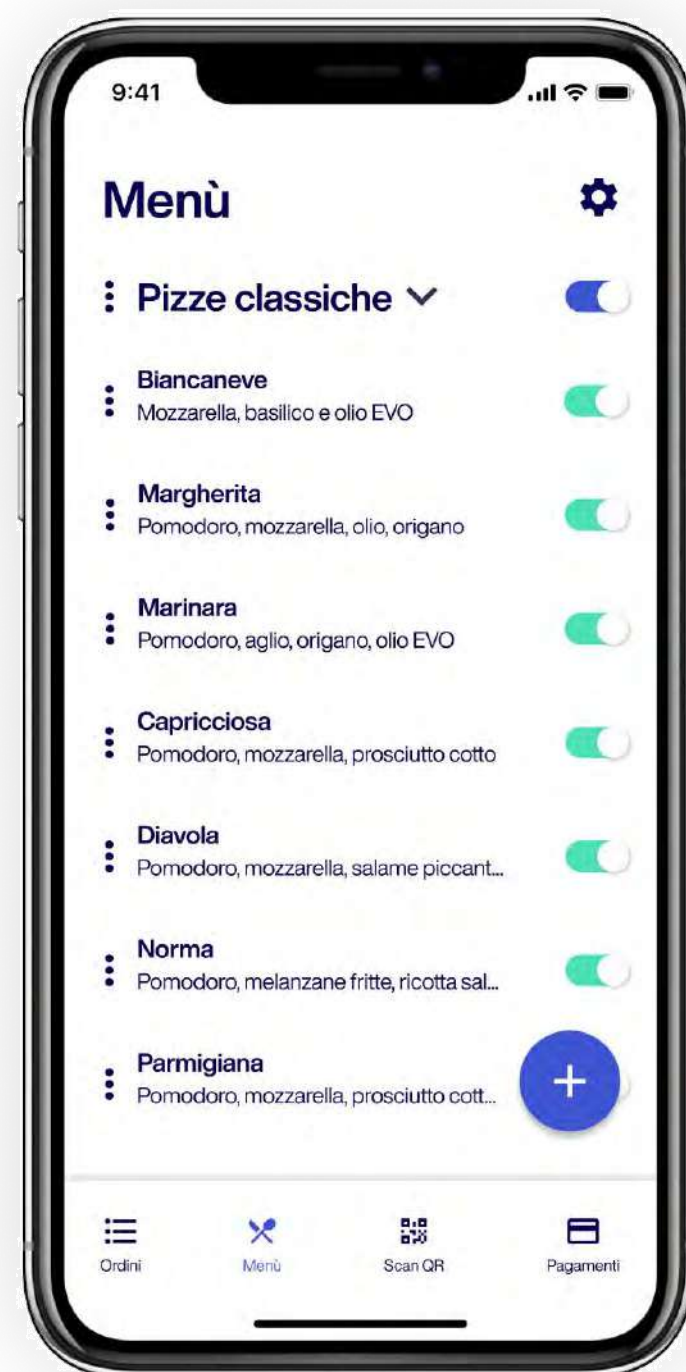 9:41
Menù
Pizze classiche
Biancaneve
Mozzarella, basilico e olio EVO
Margherita
Pomodoro, mozzarella, olio, origano
Marinara
Pomodoro, aglio, origano, olio EVO
Capricciosa
Pomodoro, mozzarella, prosciutto cotto
Diavola
Pomodoro, mozzarella, salame piccant...
Norma
Pomodoro, melanzane fritte, ricotta sal...
Parmigiana
Pomodoro, mozzarella, prosciutto cott...
+
Ordini Menù Scan QR Pagamenti